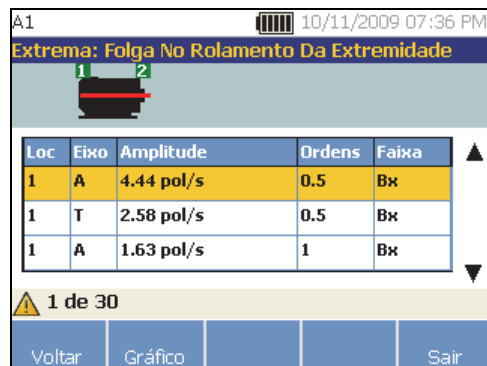 A1 10/11/2009 07:36 PM
Extrema: Folga No Rolamento Da Extremidade
1 2
Loc Eixo Amplitude Ordens Faixa
1 A 4.44 pol/s 0.5 Bx
1 T 2.58 pol/s 0.5 Bx
1 A 1.63 pol/s 1 Bx
1 de 30
Voltar Gráfico Sair